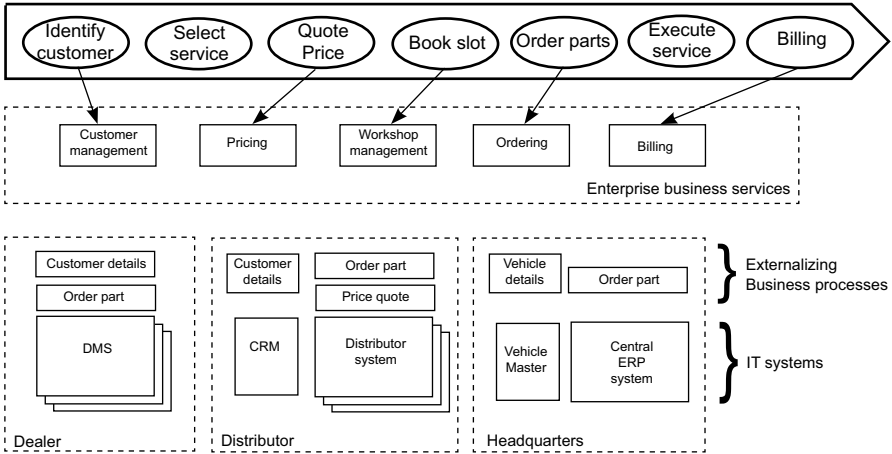 Identify
customer
Select
service
Quote
Price
Book slot
Order parts
Execute
service
Billing
Customer
management
Pricing
Workshop
management
Ordering
Billing
Enterprise business services
Customer details
Order part
DMS
Dealer
Customer
details
Order part
Price quote
CRM
Distributor
system
Distributor
Vehicle
details
Order part
Vehicle
Master
Central
ERP
system
Headquarters
Externalizing
Business processes
IT systems